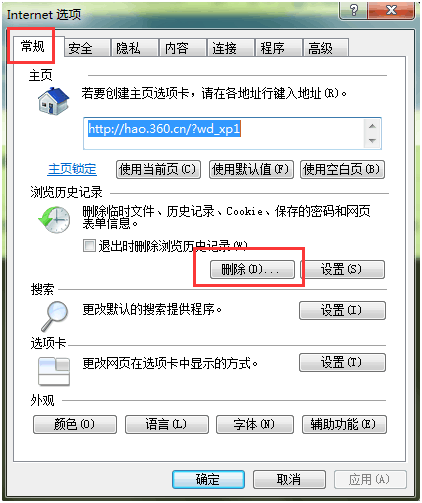 Internet 选项
常规 安全 隐私 内容 连接 程序 高级
主页
若要创建主页选项卡，请在各地址行键入地址(R)。
http://hao.360.cn/?wd_xp1
主页锁定 使用当前页(C) 使用默认值(F) 使用空白页(B)
浏览历史记录
删除临时文件、历史记录、Cookie、保存的密码和网页
表单信息。
退出时删除浏览历史记录(W)
删除(D)... 设置(S)
搜索
更改默认的搜索提供程序。 设置(I)
选项卡
更改网页在选项卡中显示的方式。 设置(T)
外观
颜色(O) 语言(L) 字体(N) 辅助功能(E)
确定 取消 应用(A)